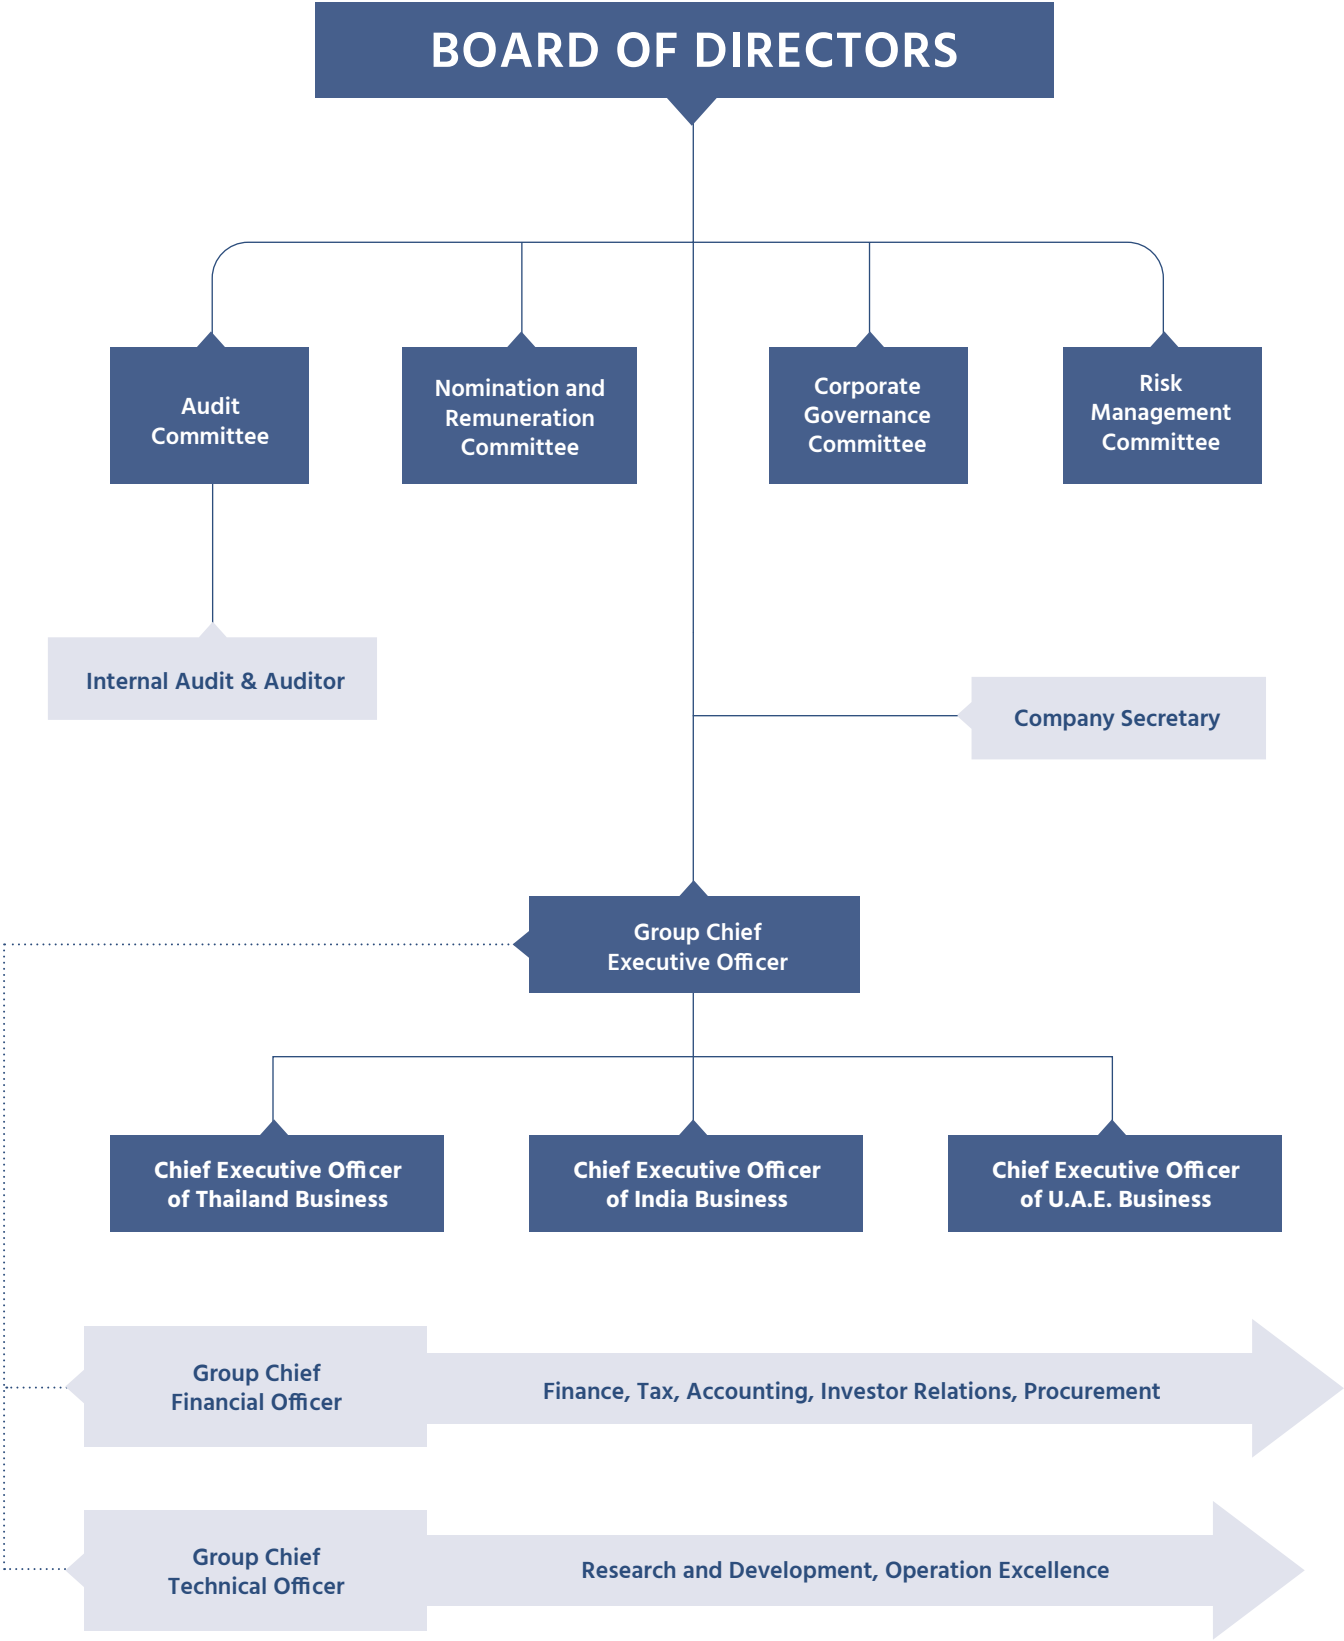 BOARD OF DIRECTORS
Audit
Committee
Nomination and
Remuneration
Committee
Corporate
Governance
Committee
Risk
Management
Committee
Internal Audit & Auditor
Company Secretary
Group Chief
Executive Officer
Chief Executive Officer
of Thailand Business
Chief Executive Officer
of India Business
Chief Executive Officer
of U.A.E. Business
Group Chief
Financial Officer
Finance, Tax, Accounting, Investor Relations, Procurement
Group Chief
Technical Officer
Research and Development, Operation Excellence